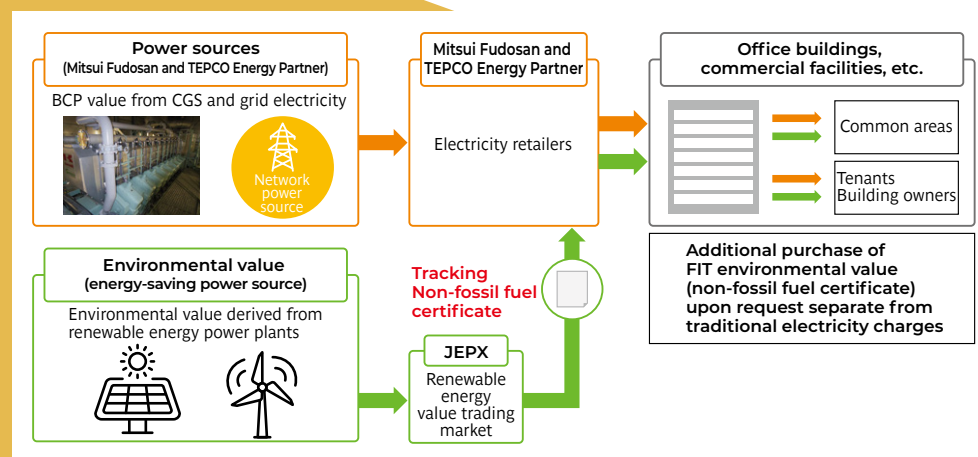 Power sources
(Mitsui Fudosan and TEPCO Energy Partner)
BCP value from CGS and grid electricity
Network
power
source
Mitsui Fudosan and
TEPCO Energy Partner
Electricity retailers
Office buildings,
commercial facilities, etc.
Common areas
Tenants
Building owners
Additional purchase of
FIT environmental value
(non-fossil fuel certificate)
upon request separate from
traditional electricity charges
Environmental value
(energy-saving power source)
Environmental value derived from
renewable energy power plants
Tracking
Non-fossil fuel
certificate
JEPX
Renewable
energy
value trading
market